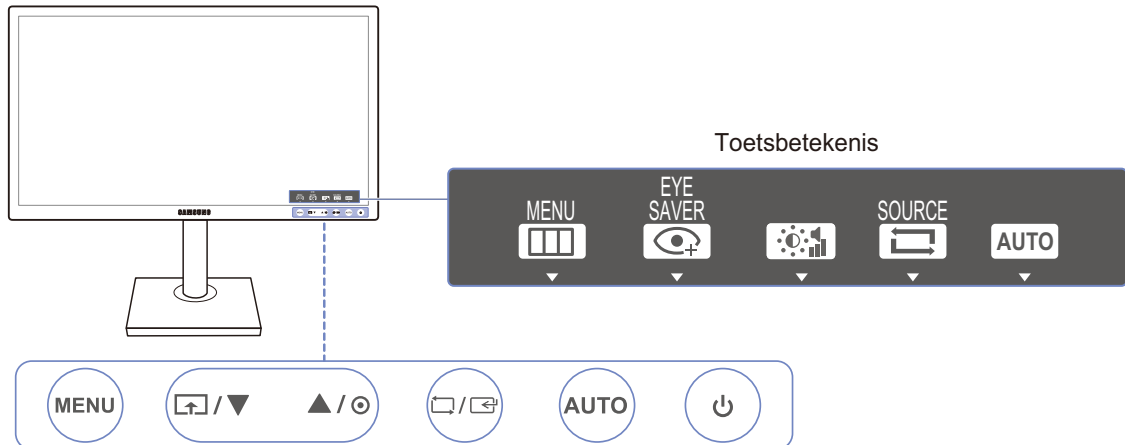 Toetsbetekenis
MENU
EYE
SAVER
SOURCE
AUTO
SAMSUNG
MENU
AUTO